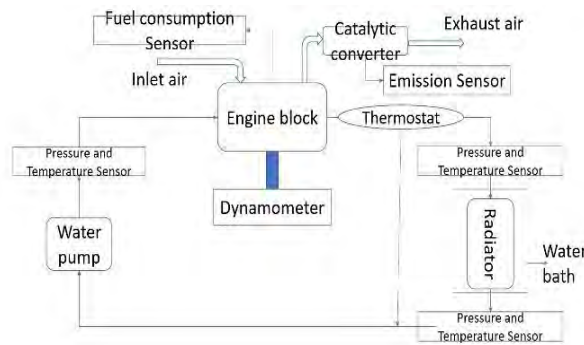 Fuel consumption
Sensor
Catalytic
converter
Exhaust air
Inlet air
Emission Sensor
Engine block
Thermostat
Pressure and
Temperature Sensor
Pressure and
Temperature Sensor
Dynamometer
Water
pump
Radiator
Water
bath
Pressure and
Temperature Sensor